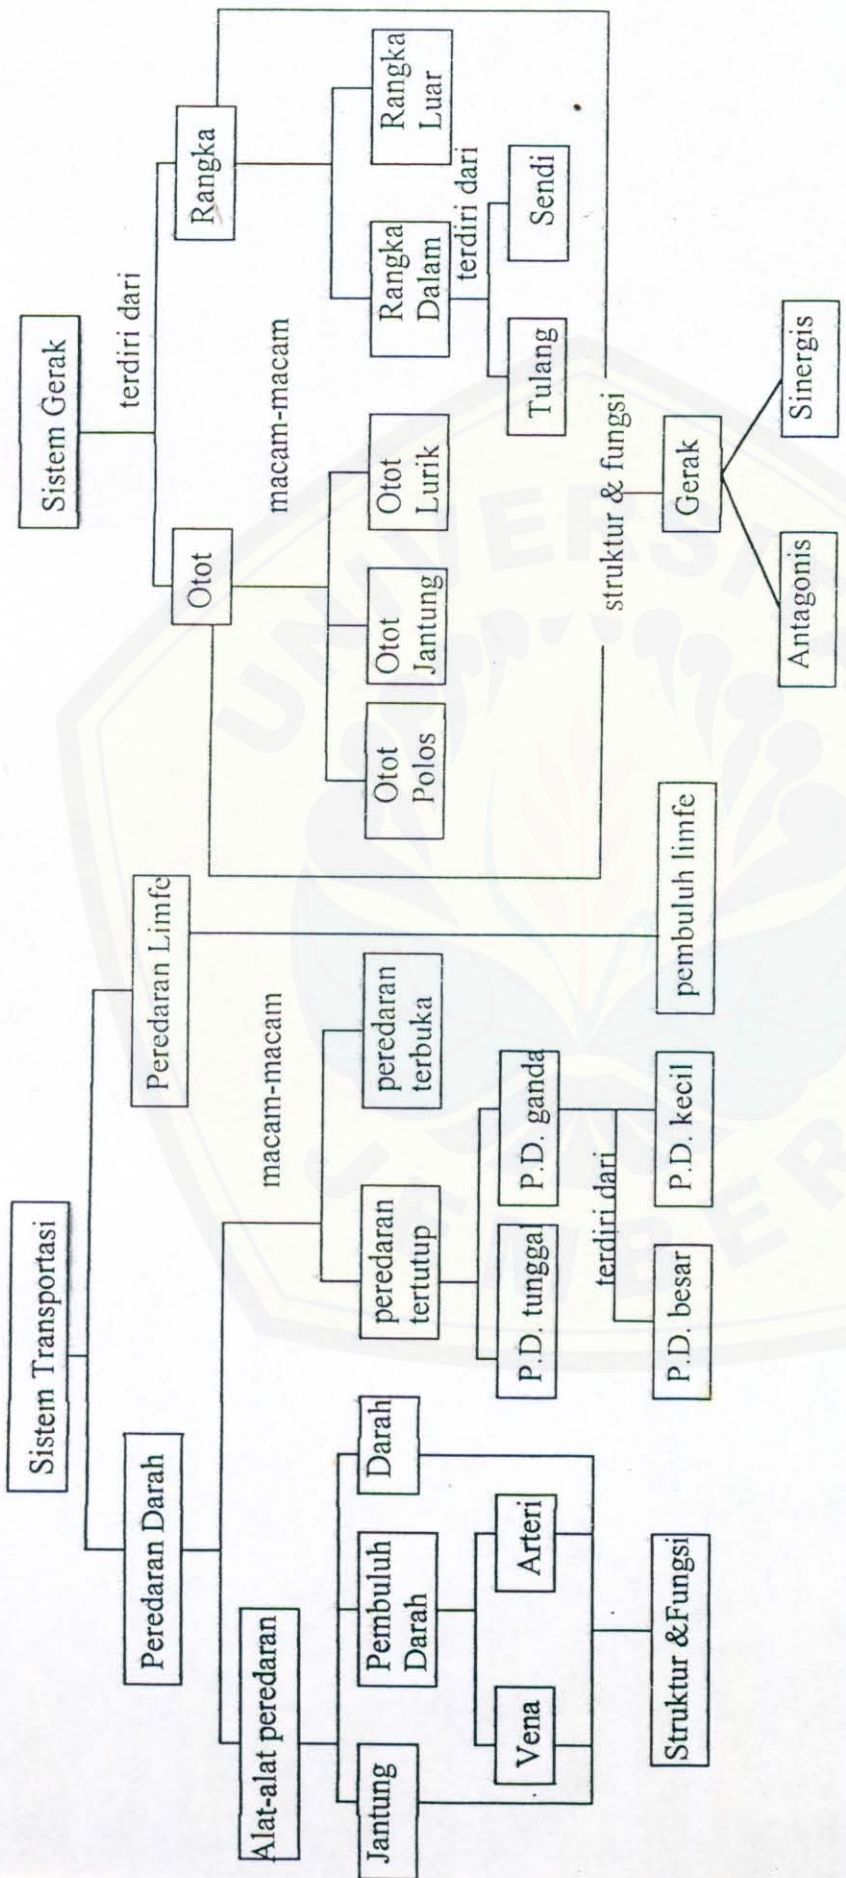 Sistem Transportasi
Peredaran Darah
Peredaran Limfe
Alat-alat peredaran
macam-macam
Jantung
Pembuluh
Darah
Darah
peredaran
tertutup
peredaran
terbuka
Vena
Arteri
P.D. tunggal
P.D. ganda
terdiri dari
Struktur &Fungsi
P.D. besar
P.D. kecil
pembuluh limfe
Sistem Gerak
terdiri dari
Otot
Rangka
macam-macam
Otot
Polos
Otot
Jantung
Otot
Lurik
Rangka
Dalam
Rangka
Luar
terdiri dari
Tulang
Sendi
struktur & fungsi
Gerak
Antagonis
Sinergis
UNIVERSITAS
JEMBER